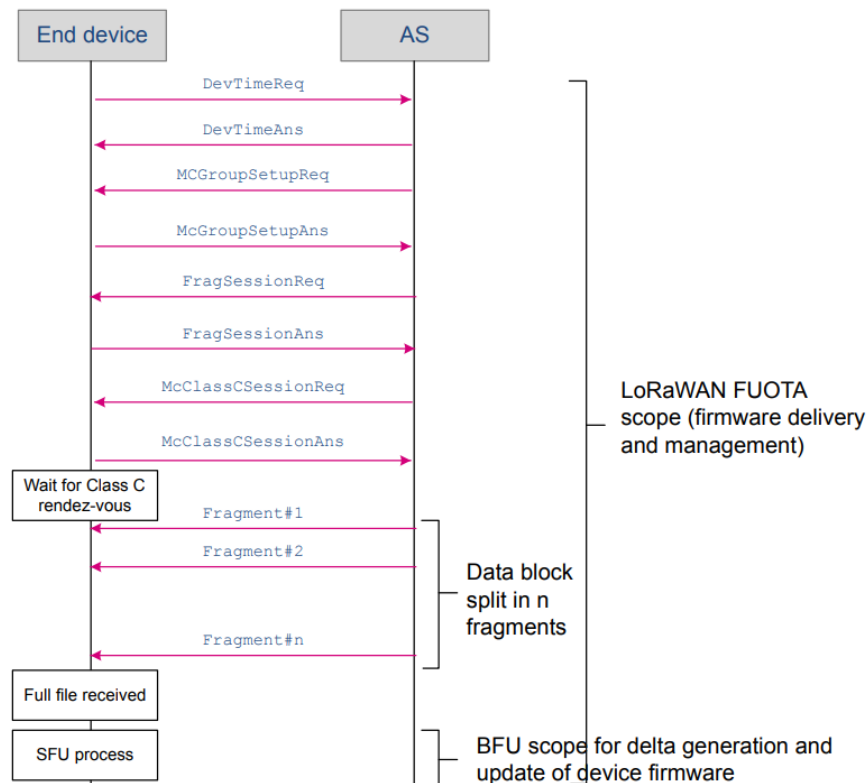 End device
AS
DevTimeReq
DevTimeAns
MCGroupSetupReq
McGroupSetupAns
FragSessionReq
FragSessionAns
McClassCSessionReq
McClassCSessionAns
LoRaWAN FUOTA
scope (firmware delivery
and management)
Wait for Class C
rendez-vous
Fragment#1
Fragment#2
Data block
split in n
fragments
Fragment#n
Full file received
SFU process
BFU scope for delta generation and
update of device firmware